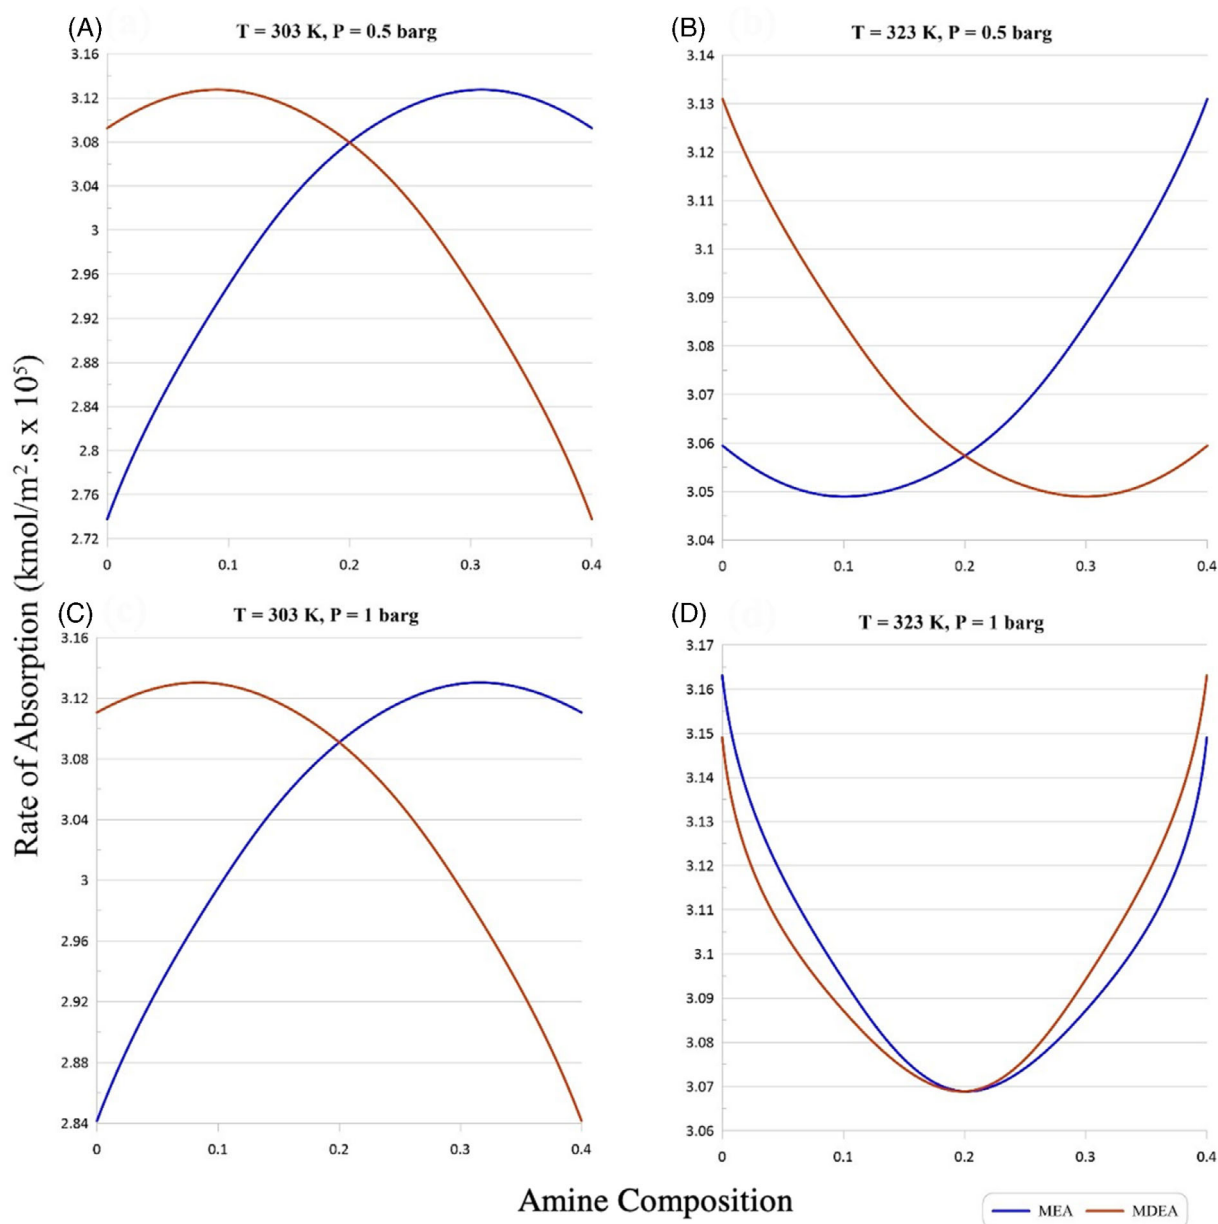 (A) (a)
T = 303 K, P = 0.5 barg
3.16
3.12
3.08
3.04
3
2.96
2.92
2.88
2.84
2.8
2.76
2.72
0 0.1 0.2 0.3 0.4
(B) (b)
T = 323 K, P = 0.5 barg
3.14
3.13
3.12
3.11
3.1
3.09
3.08
3.07
3.06
3.05
3.04
0 0.1 0.2 0.3 0.4
Rate of Absorption (kmol/m².s x 10⁵)
(C) (c)
T = 303 K, P = 1 barg
3.16
3.12
3.08
3.04
3
2.96
2.92
2.88
2.84
0 0.1 0.2 0.3 0.4
(D) (d)
T = 323 K, P = 1 barg
3.17
3.16
3.15
3.14
3.13
3.12
3.11
3.1
3.09
3.08
3.07
3.06
0 0.1 0.2 0.3 0.4
Amine Composition
MEA MDEA